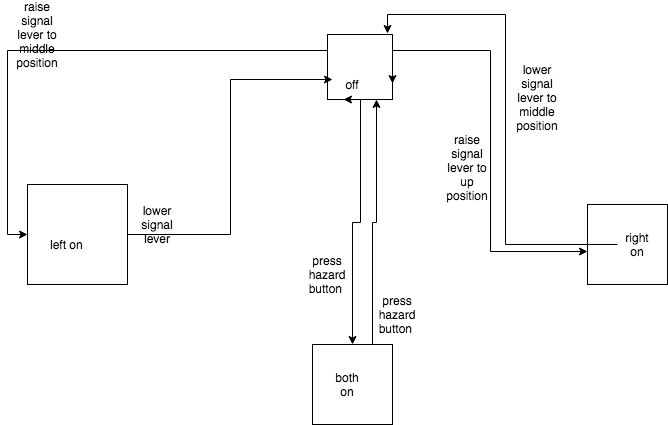 raise
signal
lever to
middle
position
off
lower
signal
lever to
middle
position
raise
signal
lever to
up
position
lower
signal
lever
left on
right
on
press
hazard
button
press
hazard
button
both
on